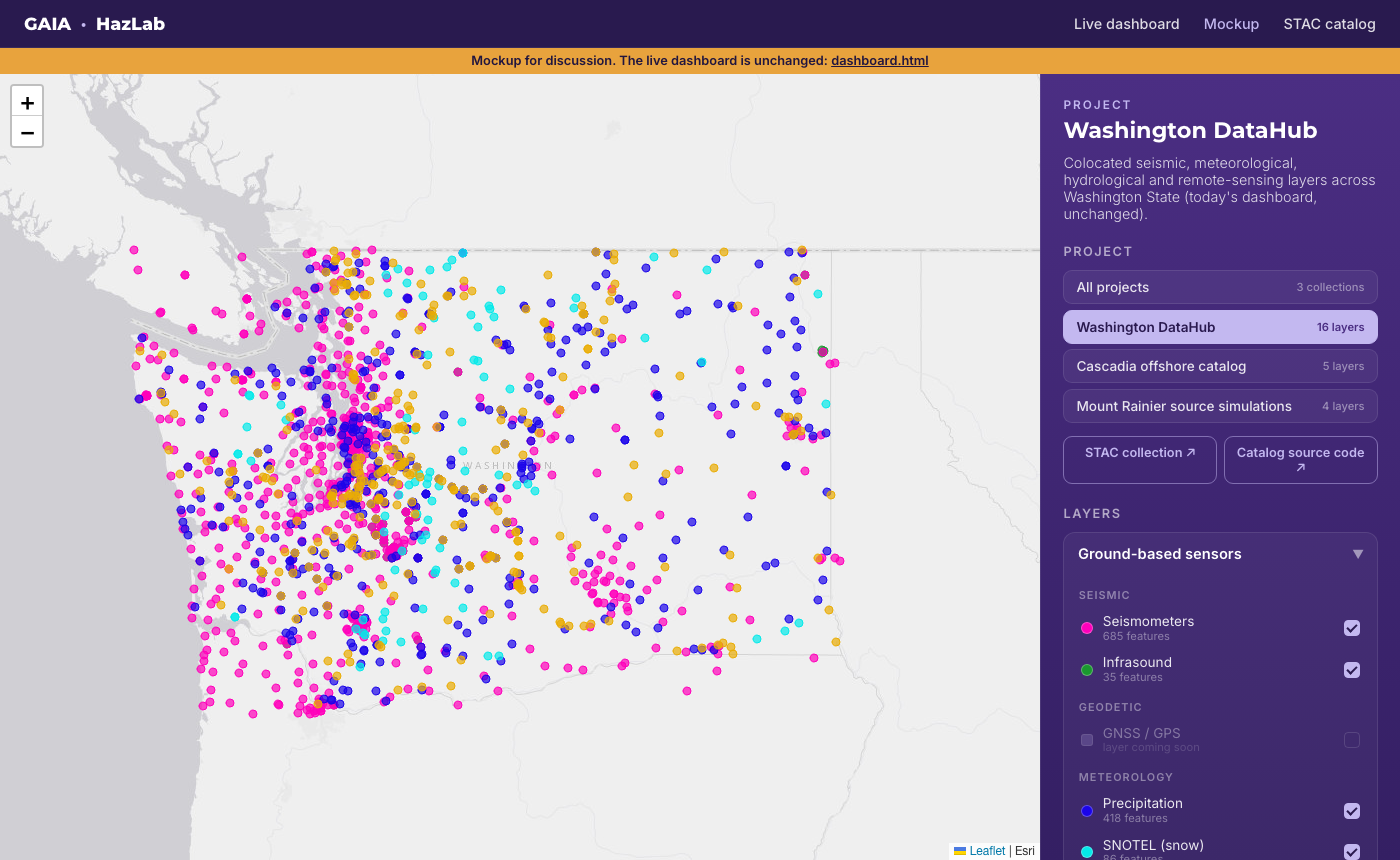 GAIA • HazLab
Live dashboard
Mockup
STAC catalog
Mockup for discussion. The live dashboard is unchanged: dashboard.html
+
−
WASHINGTON
Leaflet | Esri
PROJECT
Washington DataHub
Colocated seismic, meteorological,
hydrological and remote-sensing layers across
Washington State (today's dashboard,
unchanged).
PROJECT
All projects 3 collections
Washington DataHub 16 layers
Cascadia offshore catalog 5 layers
Mount Rainier source simulations 4 layers
STAC collection ↗
Catalog source code
↗
LAYERS
Ground-based sensors ▼
SEISMIC
Seismometers
685 features
Infrasound
35 features
GEODETIC
GNSS / GPS
layer coming soon
METEOROLOGY
Precipitation
418 features
SNOTEL (snow)
86 features